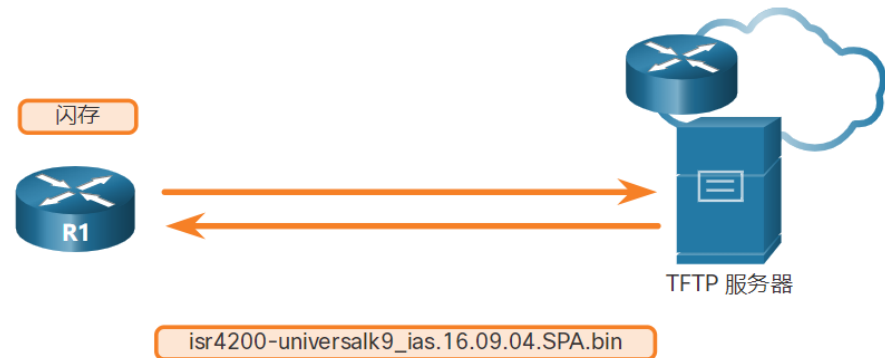 闪存
R1
TFTP 服务器
isr4200-universalk9_ias.16.09.04.SPA.bin